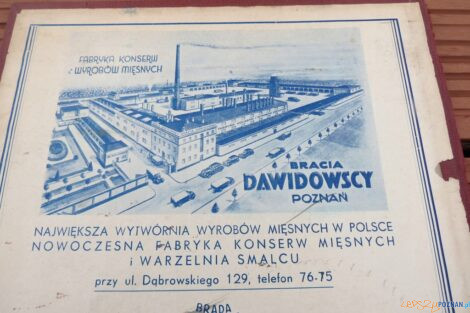 FABRYKA KONSERW
i WYROBÓW MIĘSNYCH
BRACIA
DAWIDOWSCY
POZNAŃ
NAJWIĘKSZA WYTWÓRNIA WYROBÓW MIĘSNYCH W POLSCE
NOWOCZESNA FABRYKA KONSERW MIĘSNYCH
i WARZELNIA SMALCU
przy ul. Dąbrowskiego 129, telefon 76-75